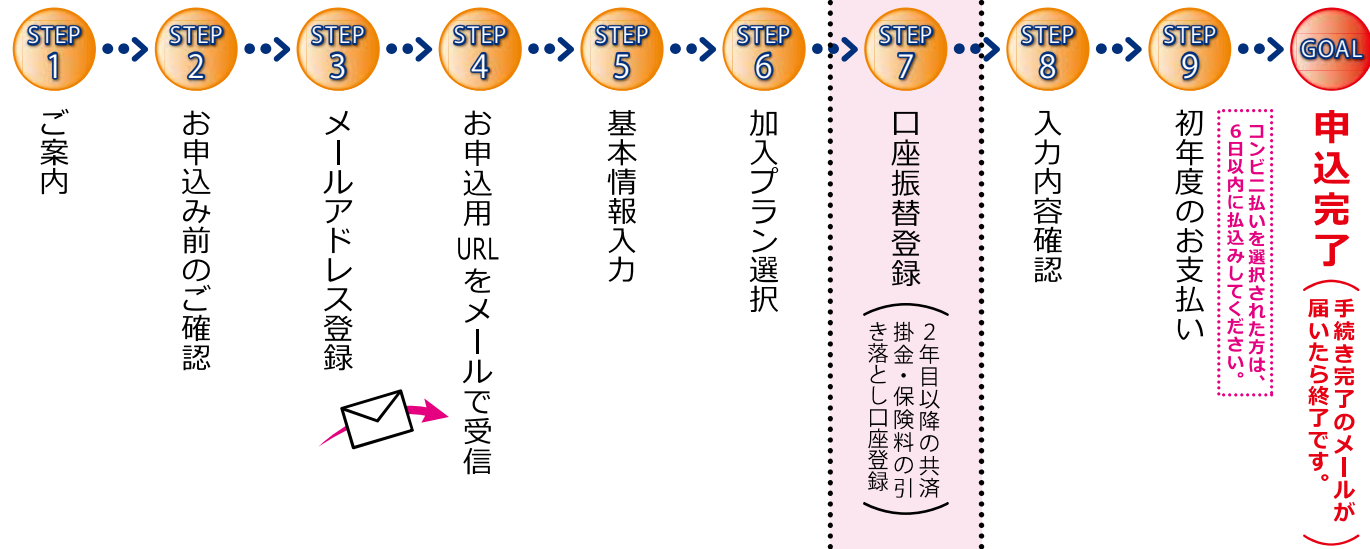 STEP
1
ご案内
STEP
2
お申込み前のご確認
STEP
3
メールアドレス登録
STEP
4
お申込用URLをメールで受信
STEP
5
基本情報入力
STEP
6
加入プラン選択
STEP
7
口座振替登録
(2年目以降の共済
掛金・保険料の引
き落とし口座登録)
STEP
8
入力内容確認
STEP
9
初年度のお支払い
コンビニ払いを選択された方は、
6日以内に払込みしてください。
GOAL
申込完了
(手続き完了のメールが
届いたら終了です。)